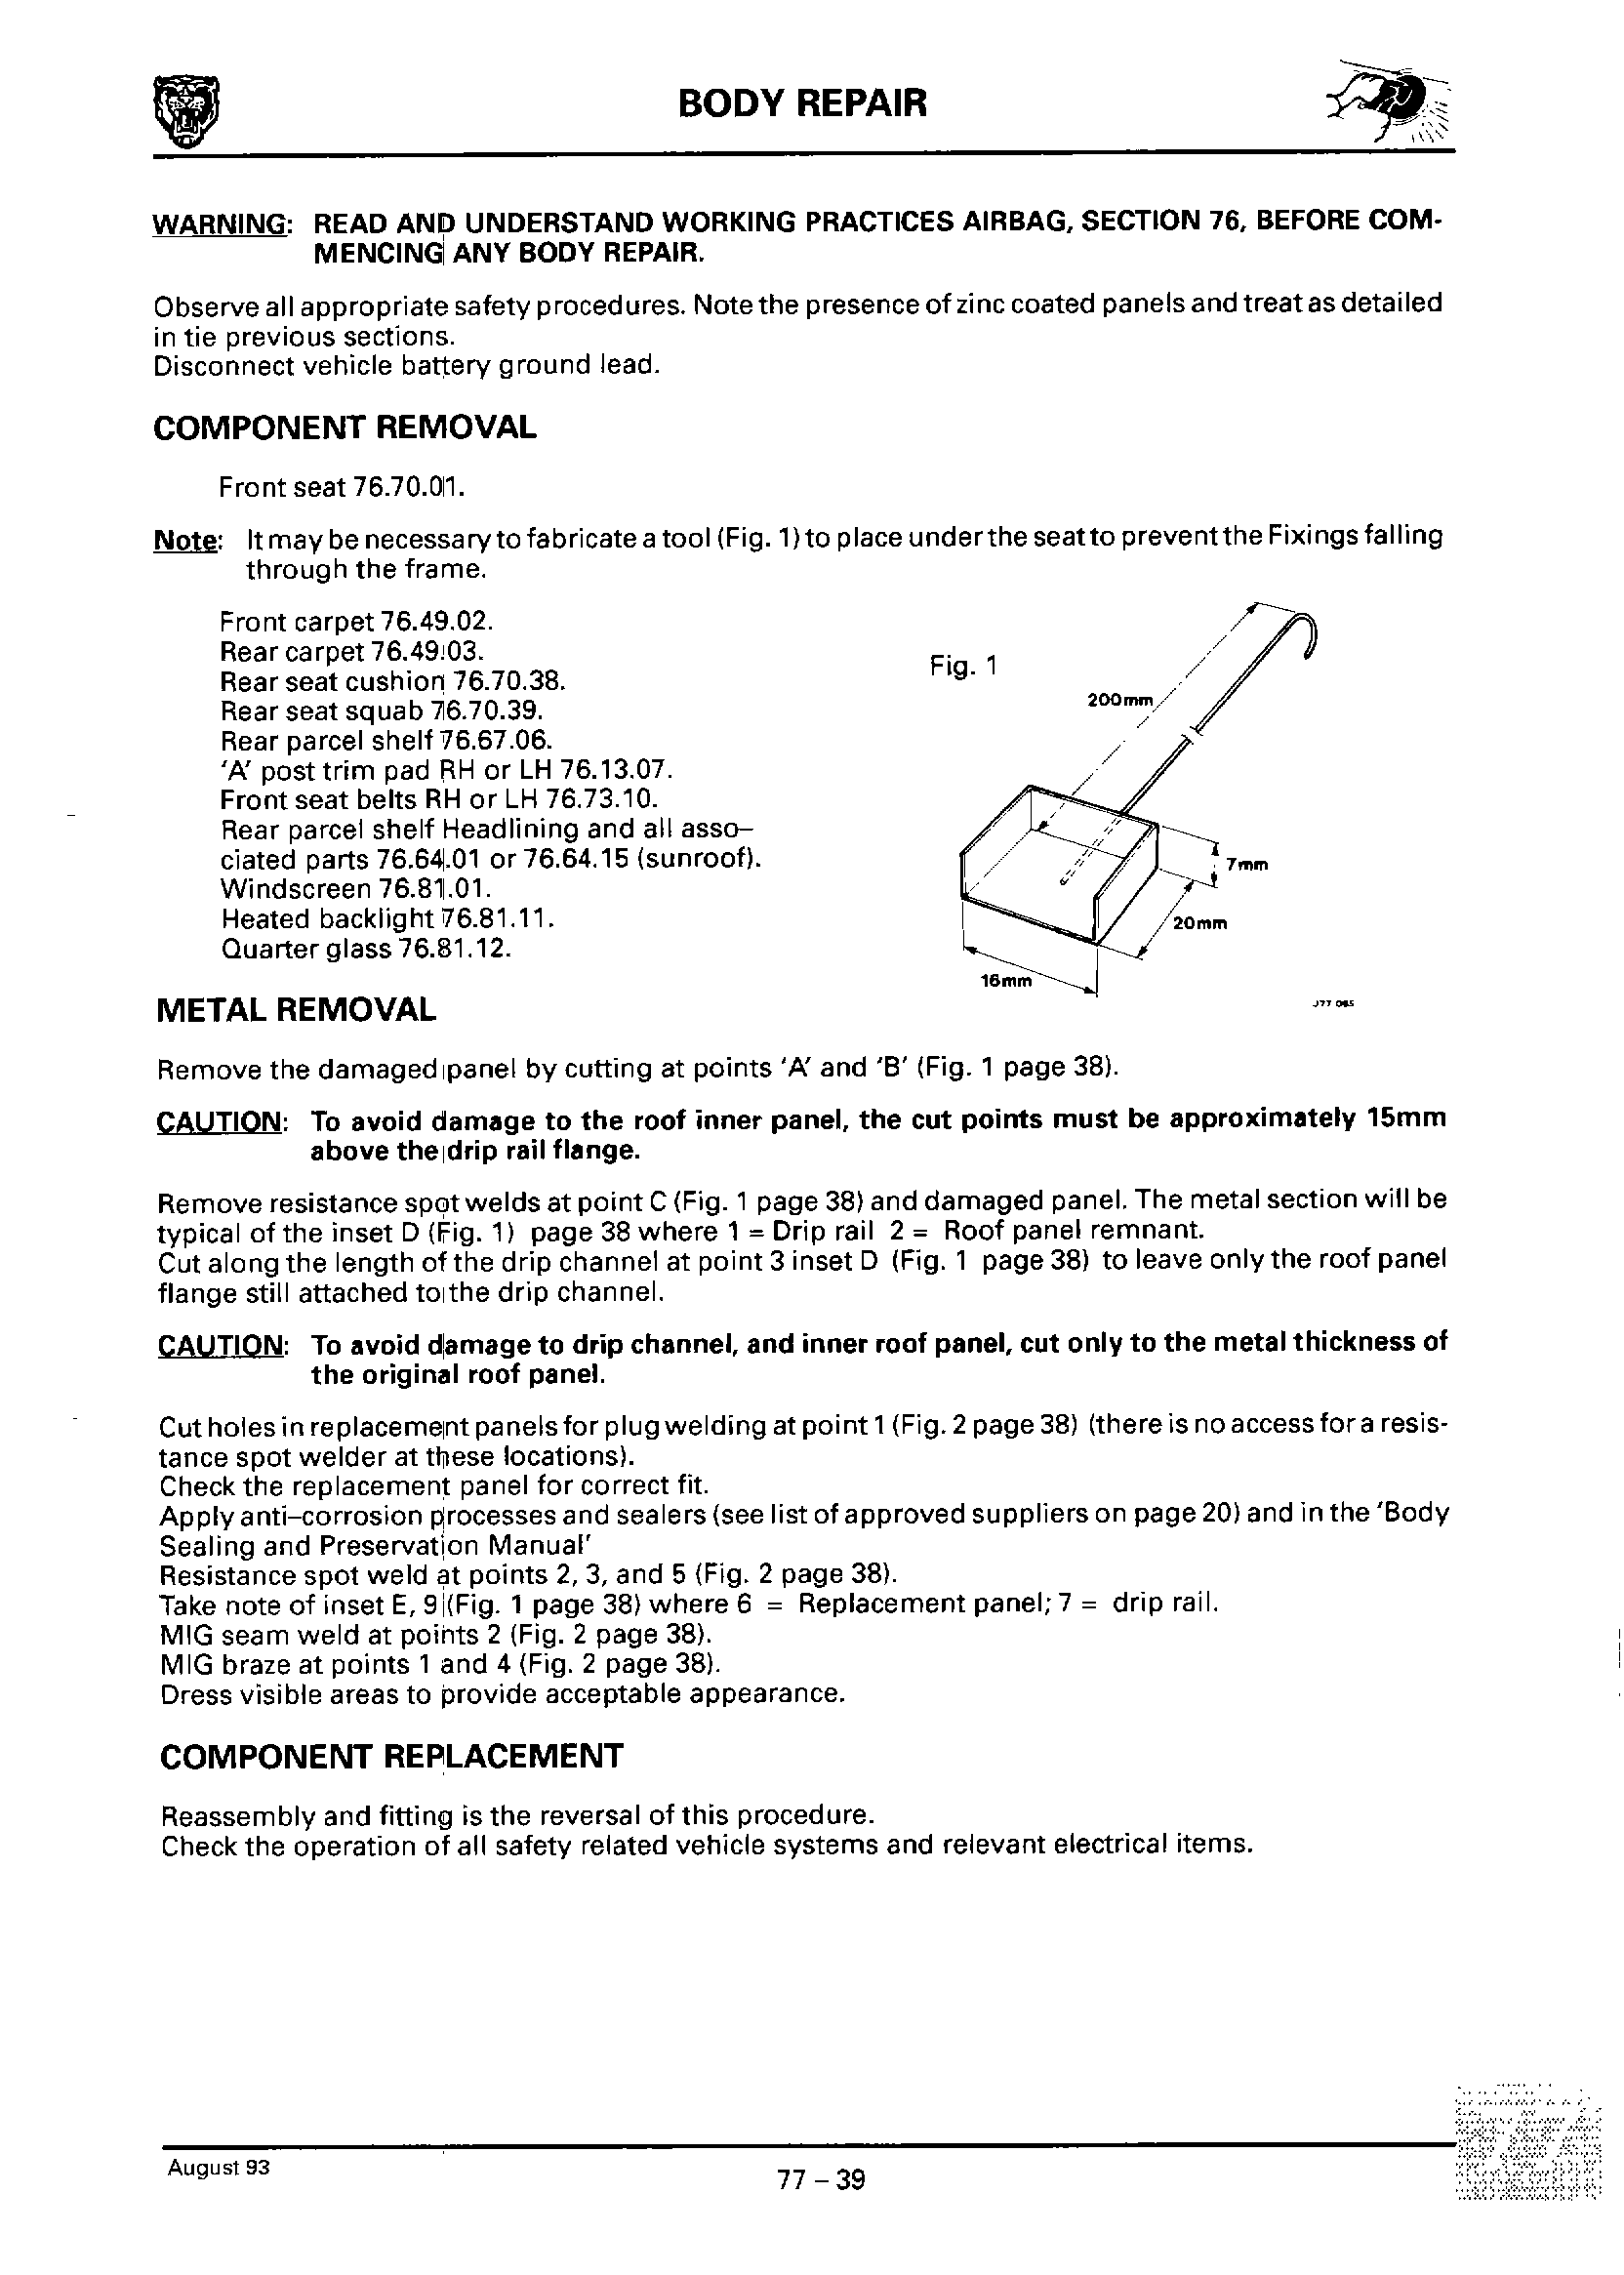 BODY REPAIR
WARNING: READ AND UNDERSTAND WORKING PRACTICES AIRBAG, SECTION 76, BEFORE COM-
MENCING ANY BODY REPAIR.
Observe all appropriate safety procedures. Note the presence of zinc coated panels and treat as detailed
in tie previous sections.
Disconnect vehicle battery ground lead.
COMPONENT REMOVAL
Front seat 76.70.01.
Note: It may be necessary to fabricate a tool (Fig. 1) to place under the seat to prevent the Fixings falling
through the frame.
Front carpet 76.49.02.
Rear carpet 76.49.03.
Rear seat cushion 76.70.38.
Rear seat squab 76.70.39.
Rear parcel shelf 76.67.06.
'A' post trim pad RH or LH 76.13.07.
Front seat belts RH or LH 76.73.10.
Rear parcel shelf Headlining and all asso-
ciated parts 76.64.01 or 76.64.15 (sunroof).
Windscreen 76.81.01.
Heated backlight 76.81.11.
Quarter glass 76.81.12.
Fig. 1
200mm
7mm
20mm
16mm
METAL REMOVAL
Remove the damaged panel by cutting at points 'A' and 'B' (Fig. 1 page 38).
CAUTION: To avoid damage to the roof inner panel, the cut points must be approximately 15mm
above the drip rail flange.
Remove resistance spot welds at point C (Fig. 1 page 38) and damaged panel. The metal section will be
typical of the inset D (Fig. 1) page 38 where 1 = Drip rail 2 = Roof panel remnant.
Cut along the length of the drip channel at point 3 inset D (Fig. 1 page 38) to leave only the roof panel
flange still attached to the drip channel.
CAUTION: To avoid damage to drip channel, and inner roof panel, cut only to the metal thickness of
the original roof panel.
Cut holes in replacement panels for plug welding at point 1 (Fig. 2 page 38) (there is no access for a resis-
tance spot welder at these locations).
Check the replacement panel for correct fit.
Apply anti-corrosion processes and sealers (see list of approved suppliers on page 20) and in the 'Body
Sealing and Preservation Manual'
Resistance spot weld at points 2, 3, and 5 (Fig. 2 page 38).
Take note of inset E, 9 (Fig. 1 page 38) where 6 = Replacement panel; 7 = drip rail.
MIG seam weld at points 2 (Fig. 2 page 38).
MIG braze at points 1 and 4 (Fig. 2 page 38).
Dress visible areas to provide acceptable appearance.
COMPONENT REPLACEMENT
Reassembly and fitting is the reversal of this procedure.
Check the operation of all safety related vehicle systems and relevant electrical items.
August 93
77 – 39